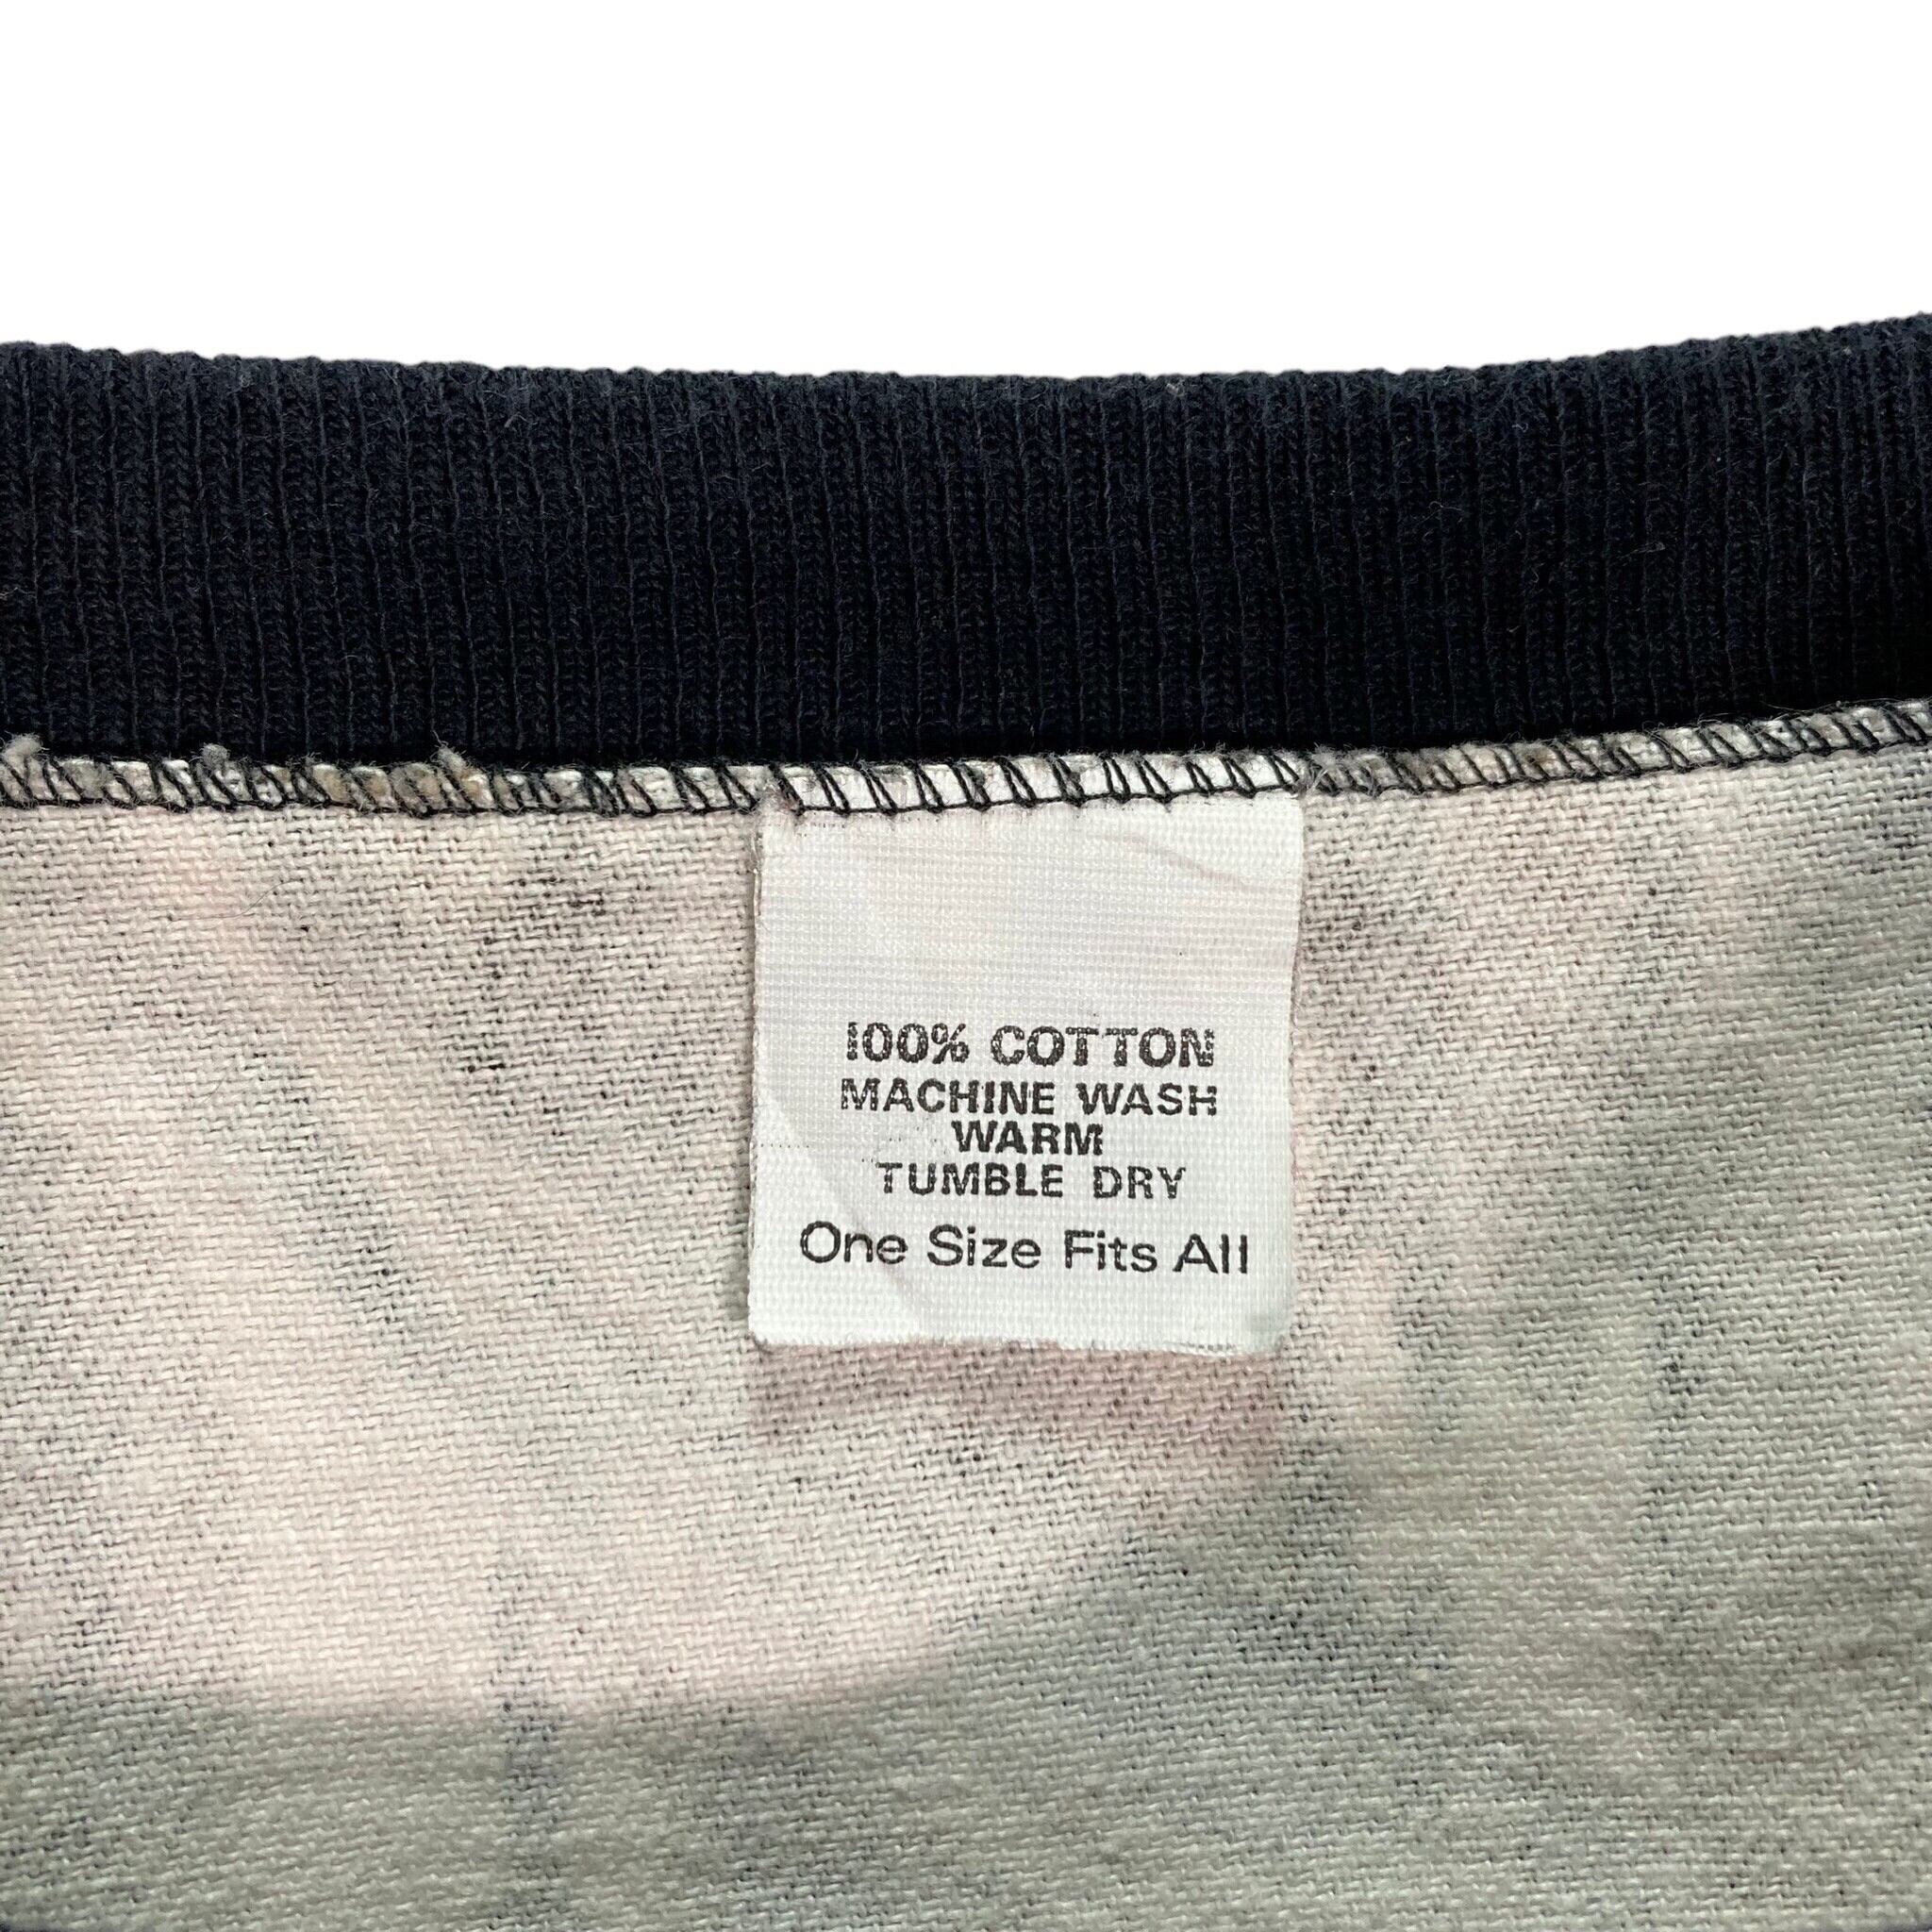 100% COTTON
MACHINE WASH
WARM
TUMBLE DRY
One Size Fits All